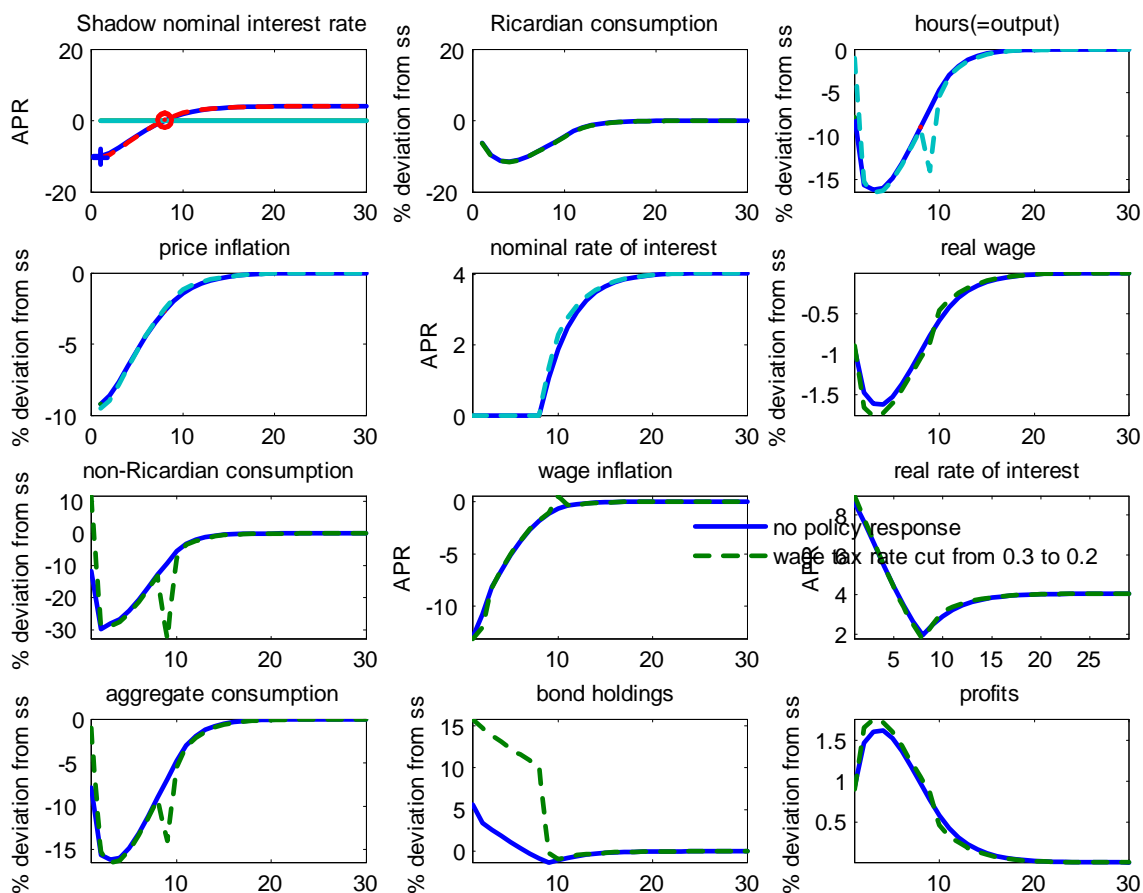 Shadow nominal interest rate
20
0
-20
0 10 20 30
APR
Ricardian consumption
20
0
-20
0 10 20 30
% deviation from ss
hours(=output)
0
-5
-10
-15
10 20 30
% deviation from ss
price inflation
0
-5
-10
0 10 20 30
% deviation from ss
nominal rate of interest
4
2
0
10 20 30
APR
real wage
-0.5
-1
-1.5
10 20 30
% deviation from ss
non-Ricardian consumption
10
0
-10
-20
-30
10 20 30
% deviation from ss
wage inflation
0
-5
-10
10 20 30
APR
real rate of interest
8
6
4
2
5 10 15 20 25
APR
no policy response
wage tax rate cut from 0.3 to 0.2
aggregate consumption
0
-5
-10
-15
10 20 30
% deviation from ss
bond holdings
15
10
5
0
10 20 30
% deviation from ss
profits
1.5
1
0.5
10 20 30
% deviation from ss